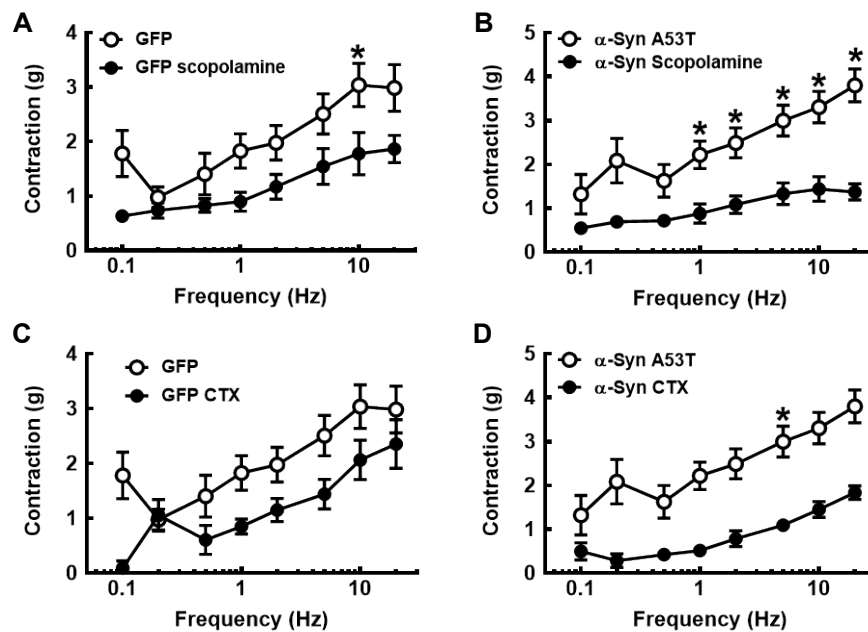 A
GFP
GFP scopolamine
*
Contraction (g)
4
3
2
1
0
0.1
1
10
Frequency (Hz)
B
α-Syn A53T
α-Syn Scopolamine
* * * * *
Contraction (g)
5
4
3
2
1
0
0.1
1
10
Frequency (Hz)
C
GFP
GFP CTX
Contraction (g)
4
3
2
1
0
0.1
1
10
Frequency (Hz)
D
α-Syn A53T
α-Syn CTX
*
Contraction (g)
5
4
3
2
1
0
0.1
1
10
Frequency (Hz)